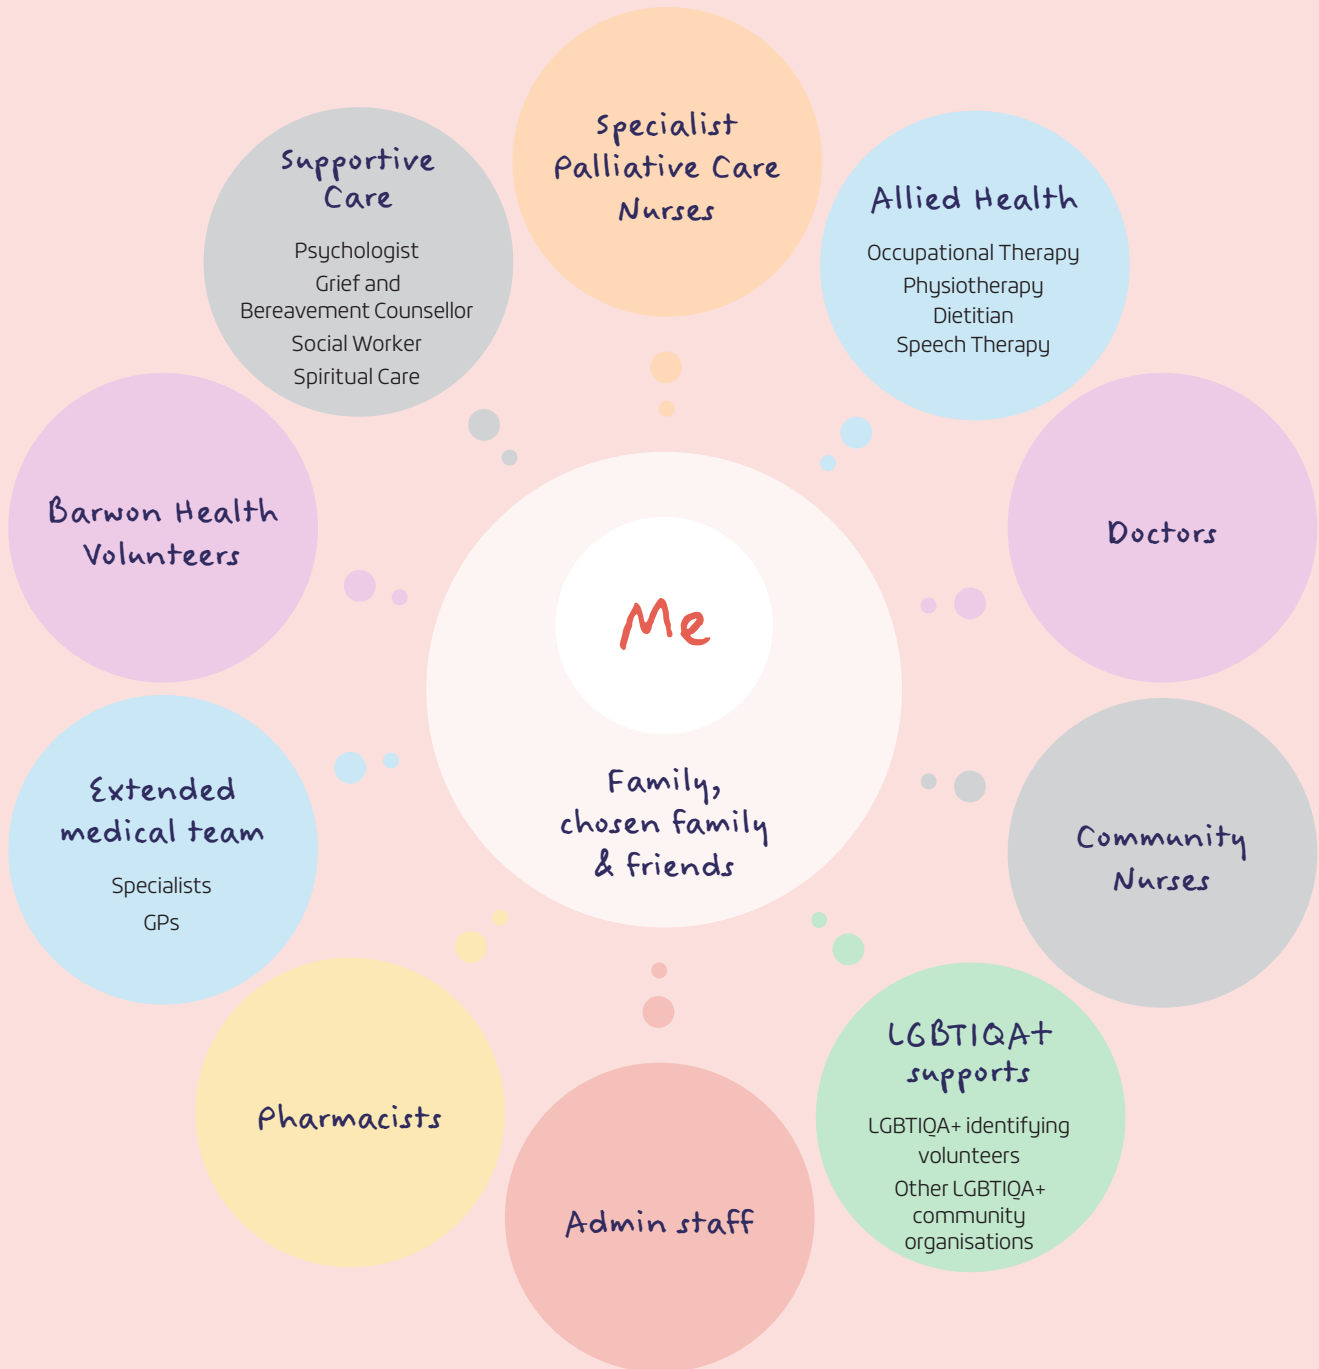 Specialist
Palliative Care
Nurses
Supportive
Care
Psychologist
Grief and
Bereavement Counsellor
Social Worker
Spiritual Care
Allied Health
Occupational Therapy
Physiotherapy
Dietitian
Speech Therapy
Barwon Health
Volunteers
Doctors
Me
Family,
chosen family
& friends
Extended
medical team
Specialists
GPs
Community
Nurses
Pharmacists
LGBTIQA+
supports
LGBTIQA+ identifying
volunteers
Other LGBTIQA+
community
organisations
Admin staff